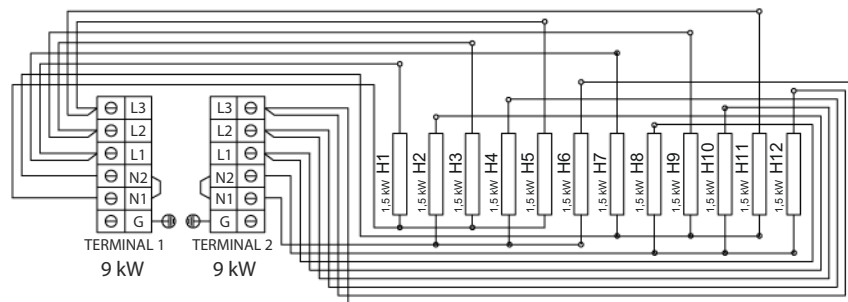 L3
L2
L1
N2
N1
G
TERMINAL 1
9 kW
L3
L2
L1
N2
N1
G
TERMINAL 2
9 kW
1,5 kW H1
1,5 kW H2
1,5 kW H3
1,5 kW H4
1,5 kW H5
1,5 kW H6
1,5 kW H7
1,5 kW H8
1,5 kW H9
1,5 kW H10
1,5 kW H11
1,5 kW H12